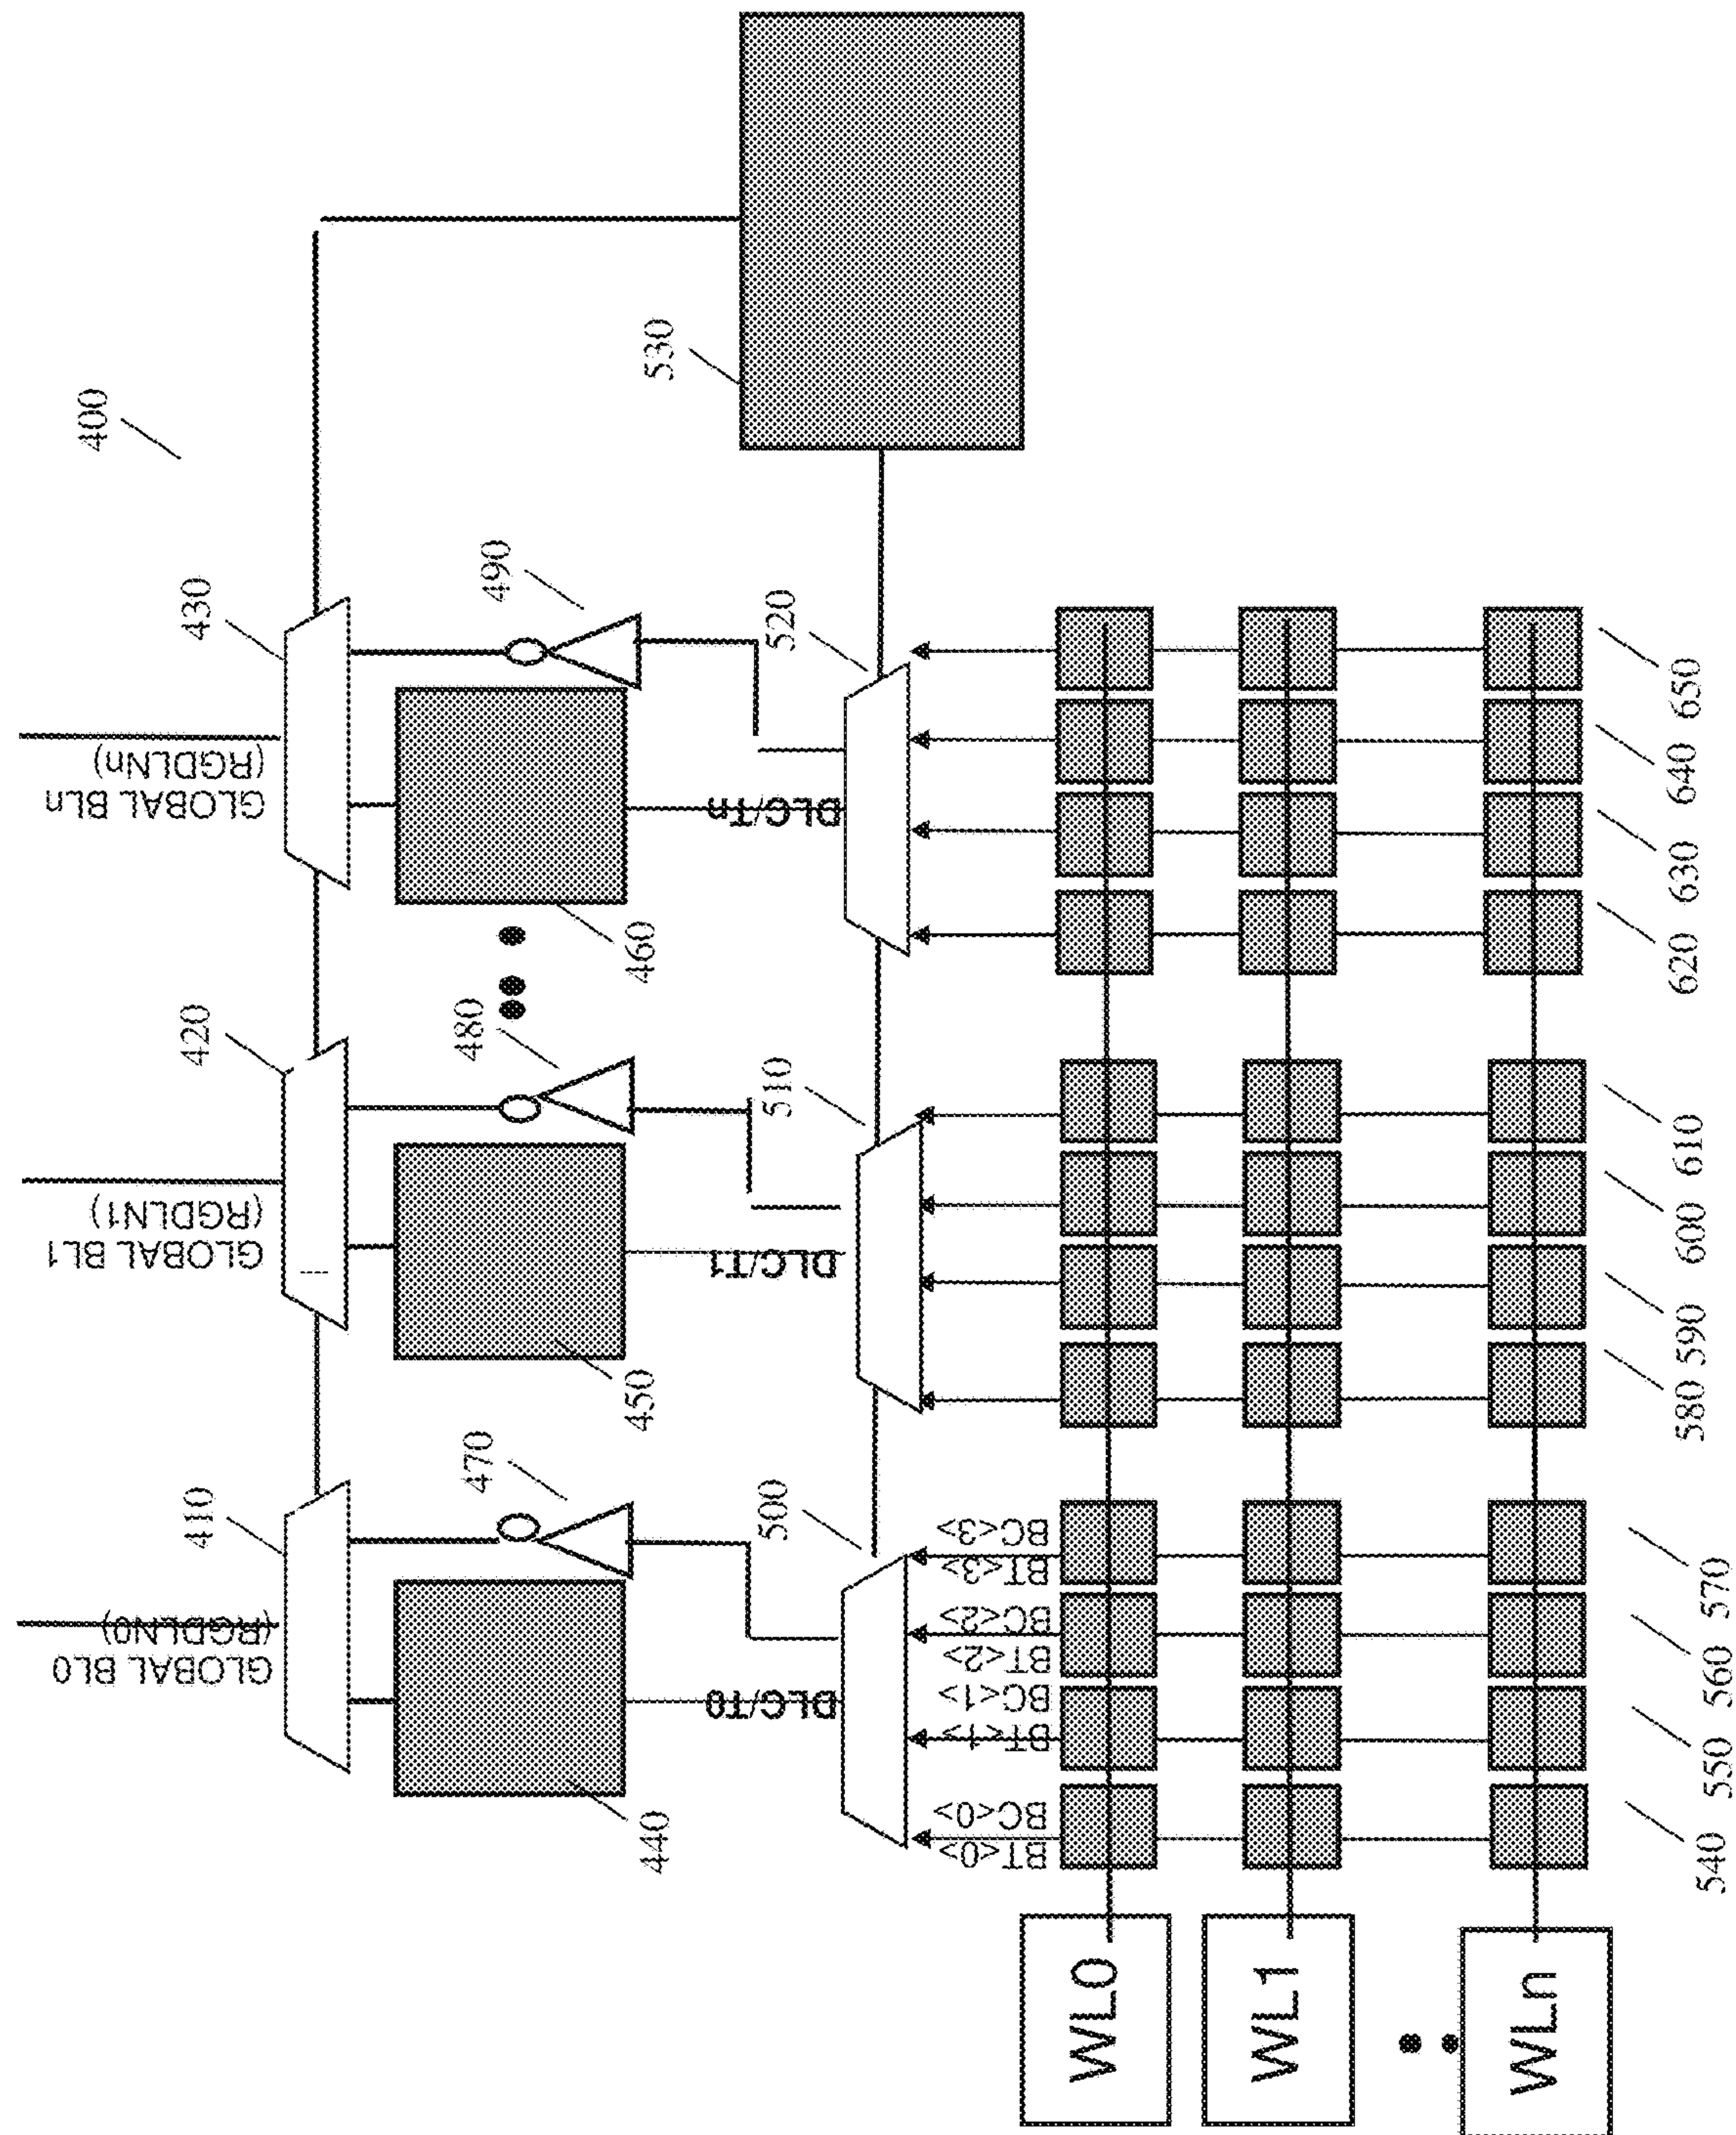 400
GLOBAL BL0
(RGDLN0)
GLOBAL BL1
(RGDLN1)
GLOBAL BLn
(RGDLNn)
410
420
430
440
470
450
480
460
490
530
DLC/T0
DLC/T1
DLC/Tn
500
510
520
BT<0>
BC<0>
BT<1>
BC<1>
BT<2>
BC<2>
BT<3>
BC<3>
WL0
WL1
WLn
540
550
560
570
580
590
600
610
620
630
640
650